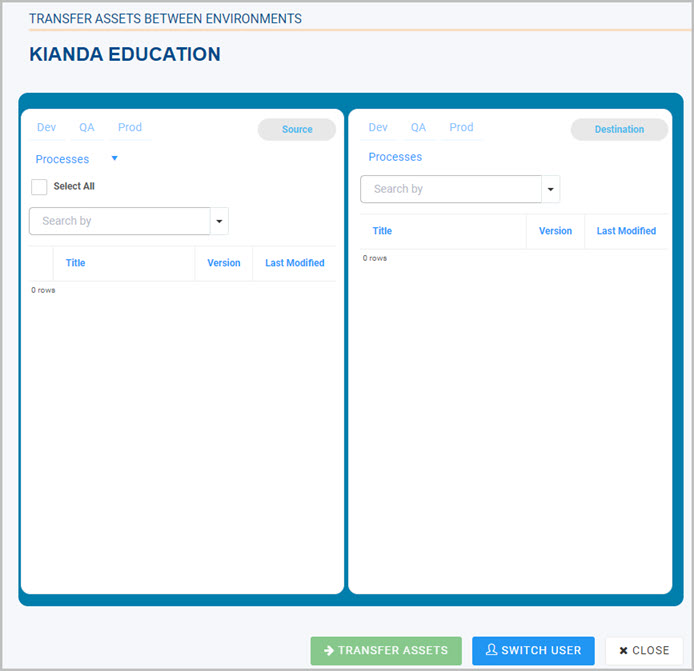 TRANSFER ASSETS BETWEEN ENVIRONMENTS
KIANDA EDUCATION
Dev QA Prod Source
Processes
Select All
Search by
Title Version Last Modified
0 rows
Dev QA Prod Destination
Processes
Search by
Title Version Last Modified
0 rows
TRANSFER ASSETS SWITCH USER CLOSE